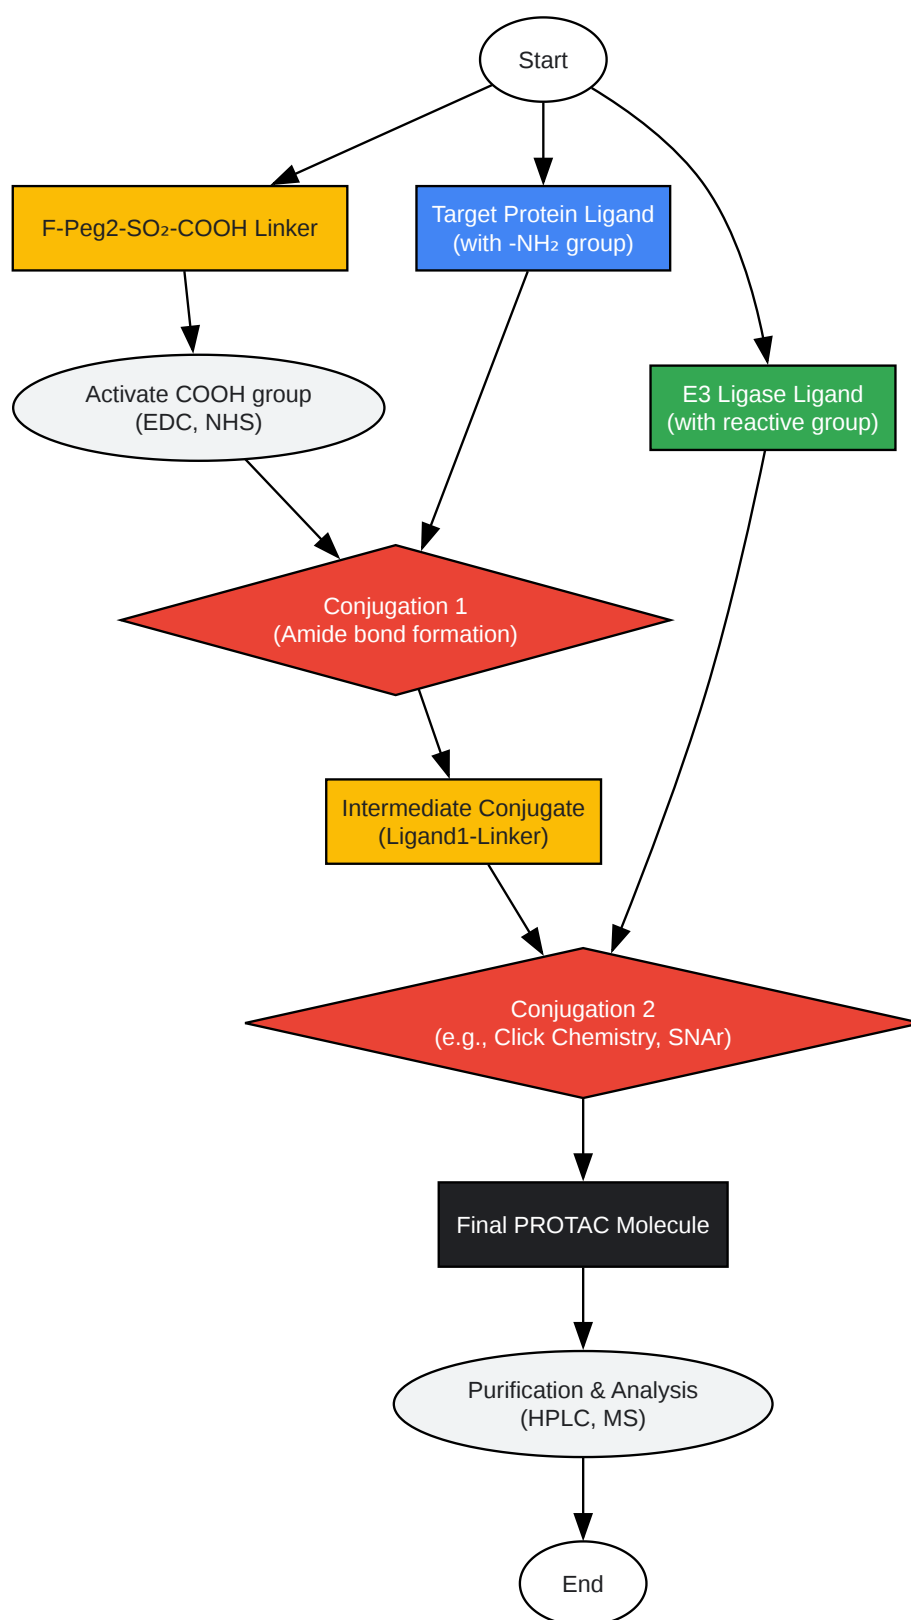 Start
F-Peg2-SO₂-COOH Linker
Target Protein Ligand
(with -NH₂ group)
Activate COOH group
(EDC, NHS)
E3 Ligase Ligand
(with reactive group)
Conjugation 1
(Amide bond formation)
Intermediate Conjugate
(Ligand1-Linker)
Conjugation 2
(e.g., Click Chemistry, SNAr)
Final PROTAC Molecule
Purification & Analysis
(HPLC, MS)
End